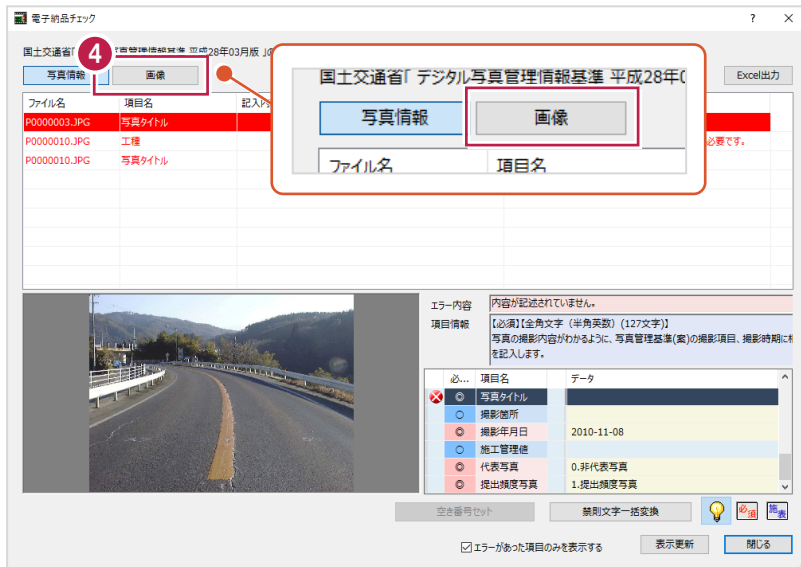 電子納品チェック
国土交通省「 写真管理情報基準 平成28年03月版 」の
4
写真情報 画像 Excel出力
国土交通省「 デジタル写真管理情報基準 平成28年
写真情報 画像
ファイル名 項目名
ファイル名 項目名
P0000003.JPG 写真タイトル
P0000010.JPG 工種 必要です。
P0000010.JPG 写真タイトル
エラー内容 内容が記述されていません。
項目情報 【必須】【全角文字（半角英数）(127文字)】
写真の撮影内容がわかるように、写真管理基準(案)の撮影項目、撮影時期に
を記入します。
必... 項目名 データ
◎ 写真タイトル
○ 撮影箇所
◎ 撮影年月日 2010-11-08
○ 施工管理値
◎ 代表写真 0.非代表写真
◎ 提出頻度写真 1.提出頻度写真
空き番号セット 禁則文字一括変換 必須 施表
エラーがあった項目のみを表示する 表示更新 閉じる